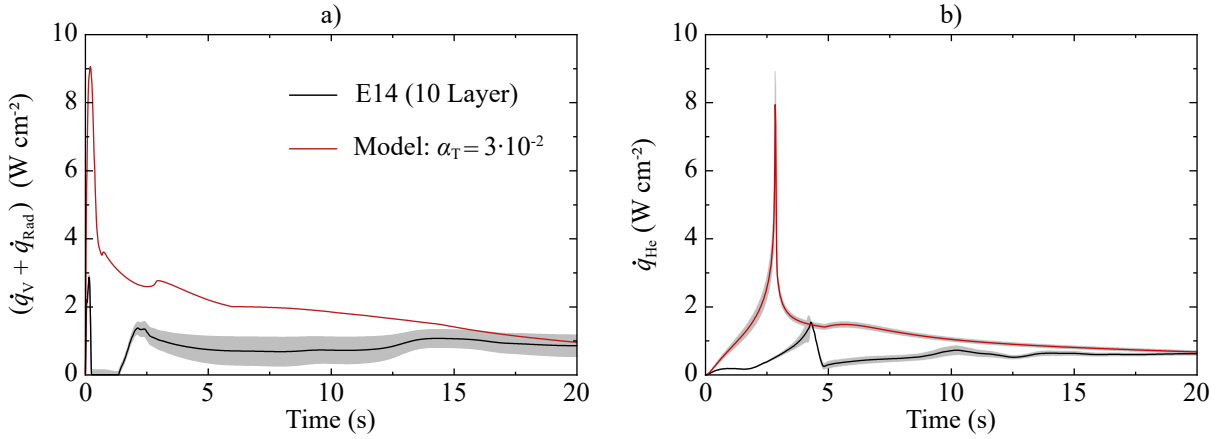 a)
10
8
6
4
2
0
0 5 10 15 20
Time (s)
(q̇V + q̇Rad) (W cm-2)
E14 (10 Layer)
Model: αT = 3·10-2
b)
10
8
6
4
2
0
0 5 10 15 20
Time (s)
q̇He (W cm-2)